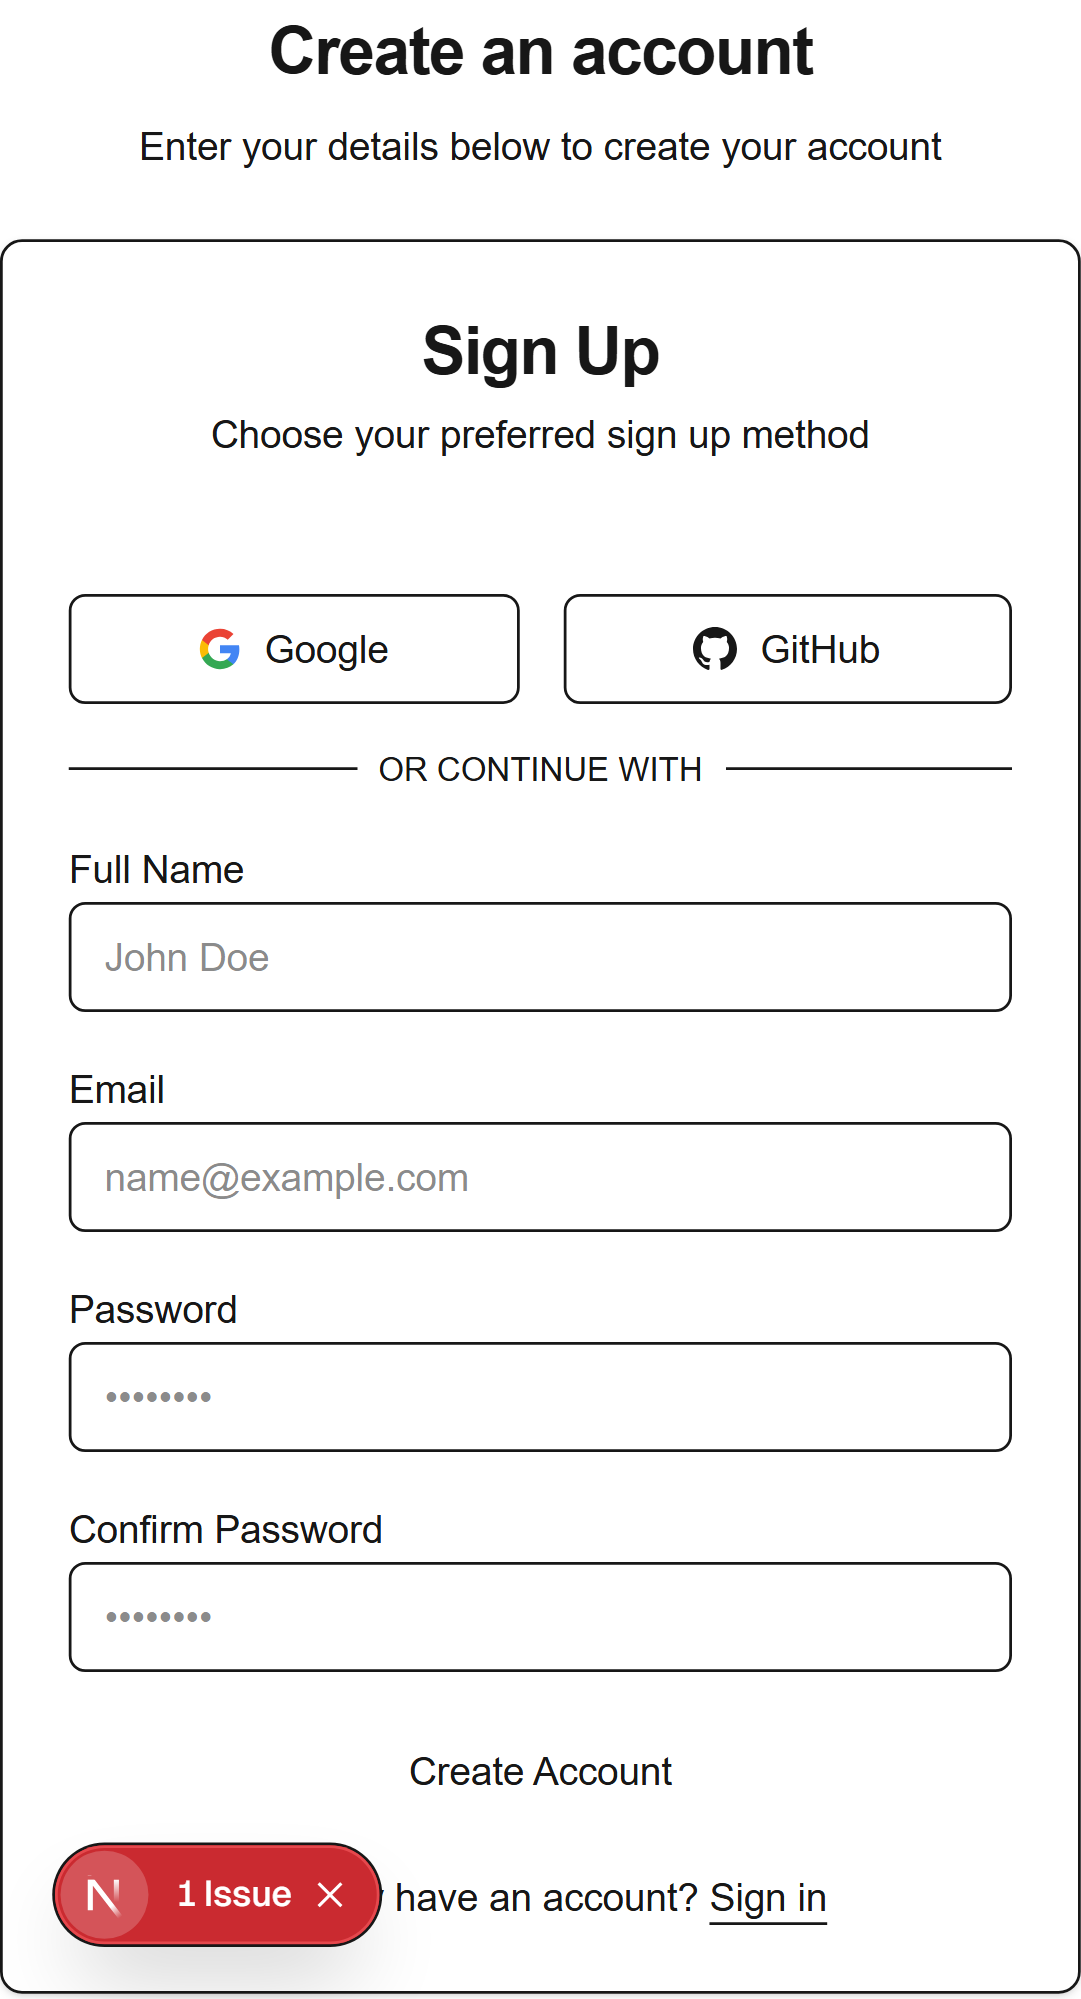 Create an account
Enter your details below to create your account
Sign Up
Choose your preferred sign up method
Google
GitHub
OR CONTINUE WITH
Full Name
John Doe
Email
name@example.com
Password
••••••••
Confirm Password
••••••••
Create Account
N 1 Issue
have an account? Sign in